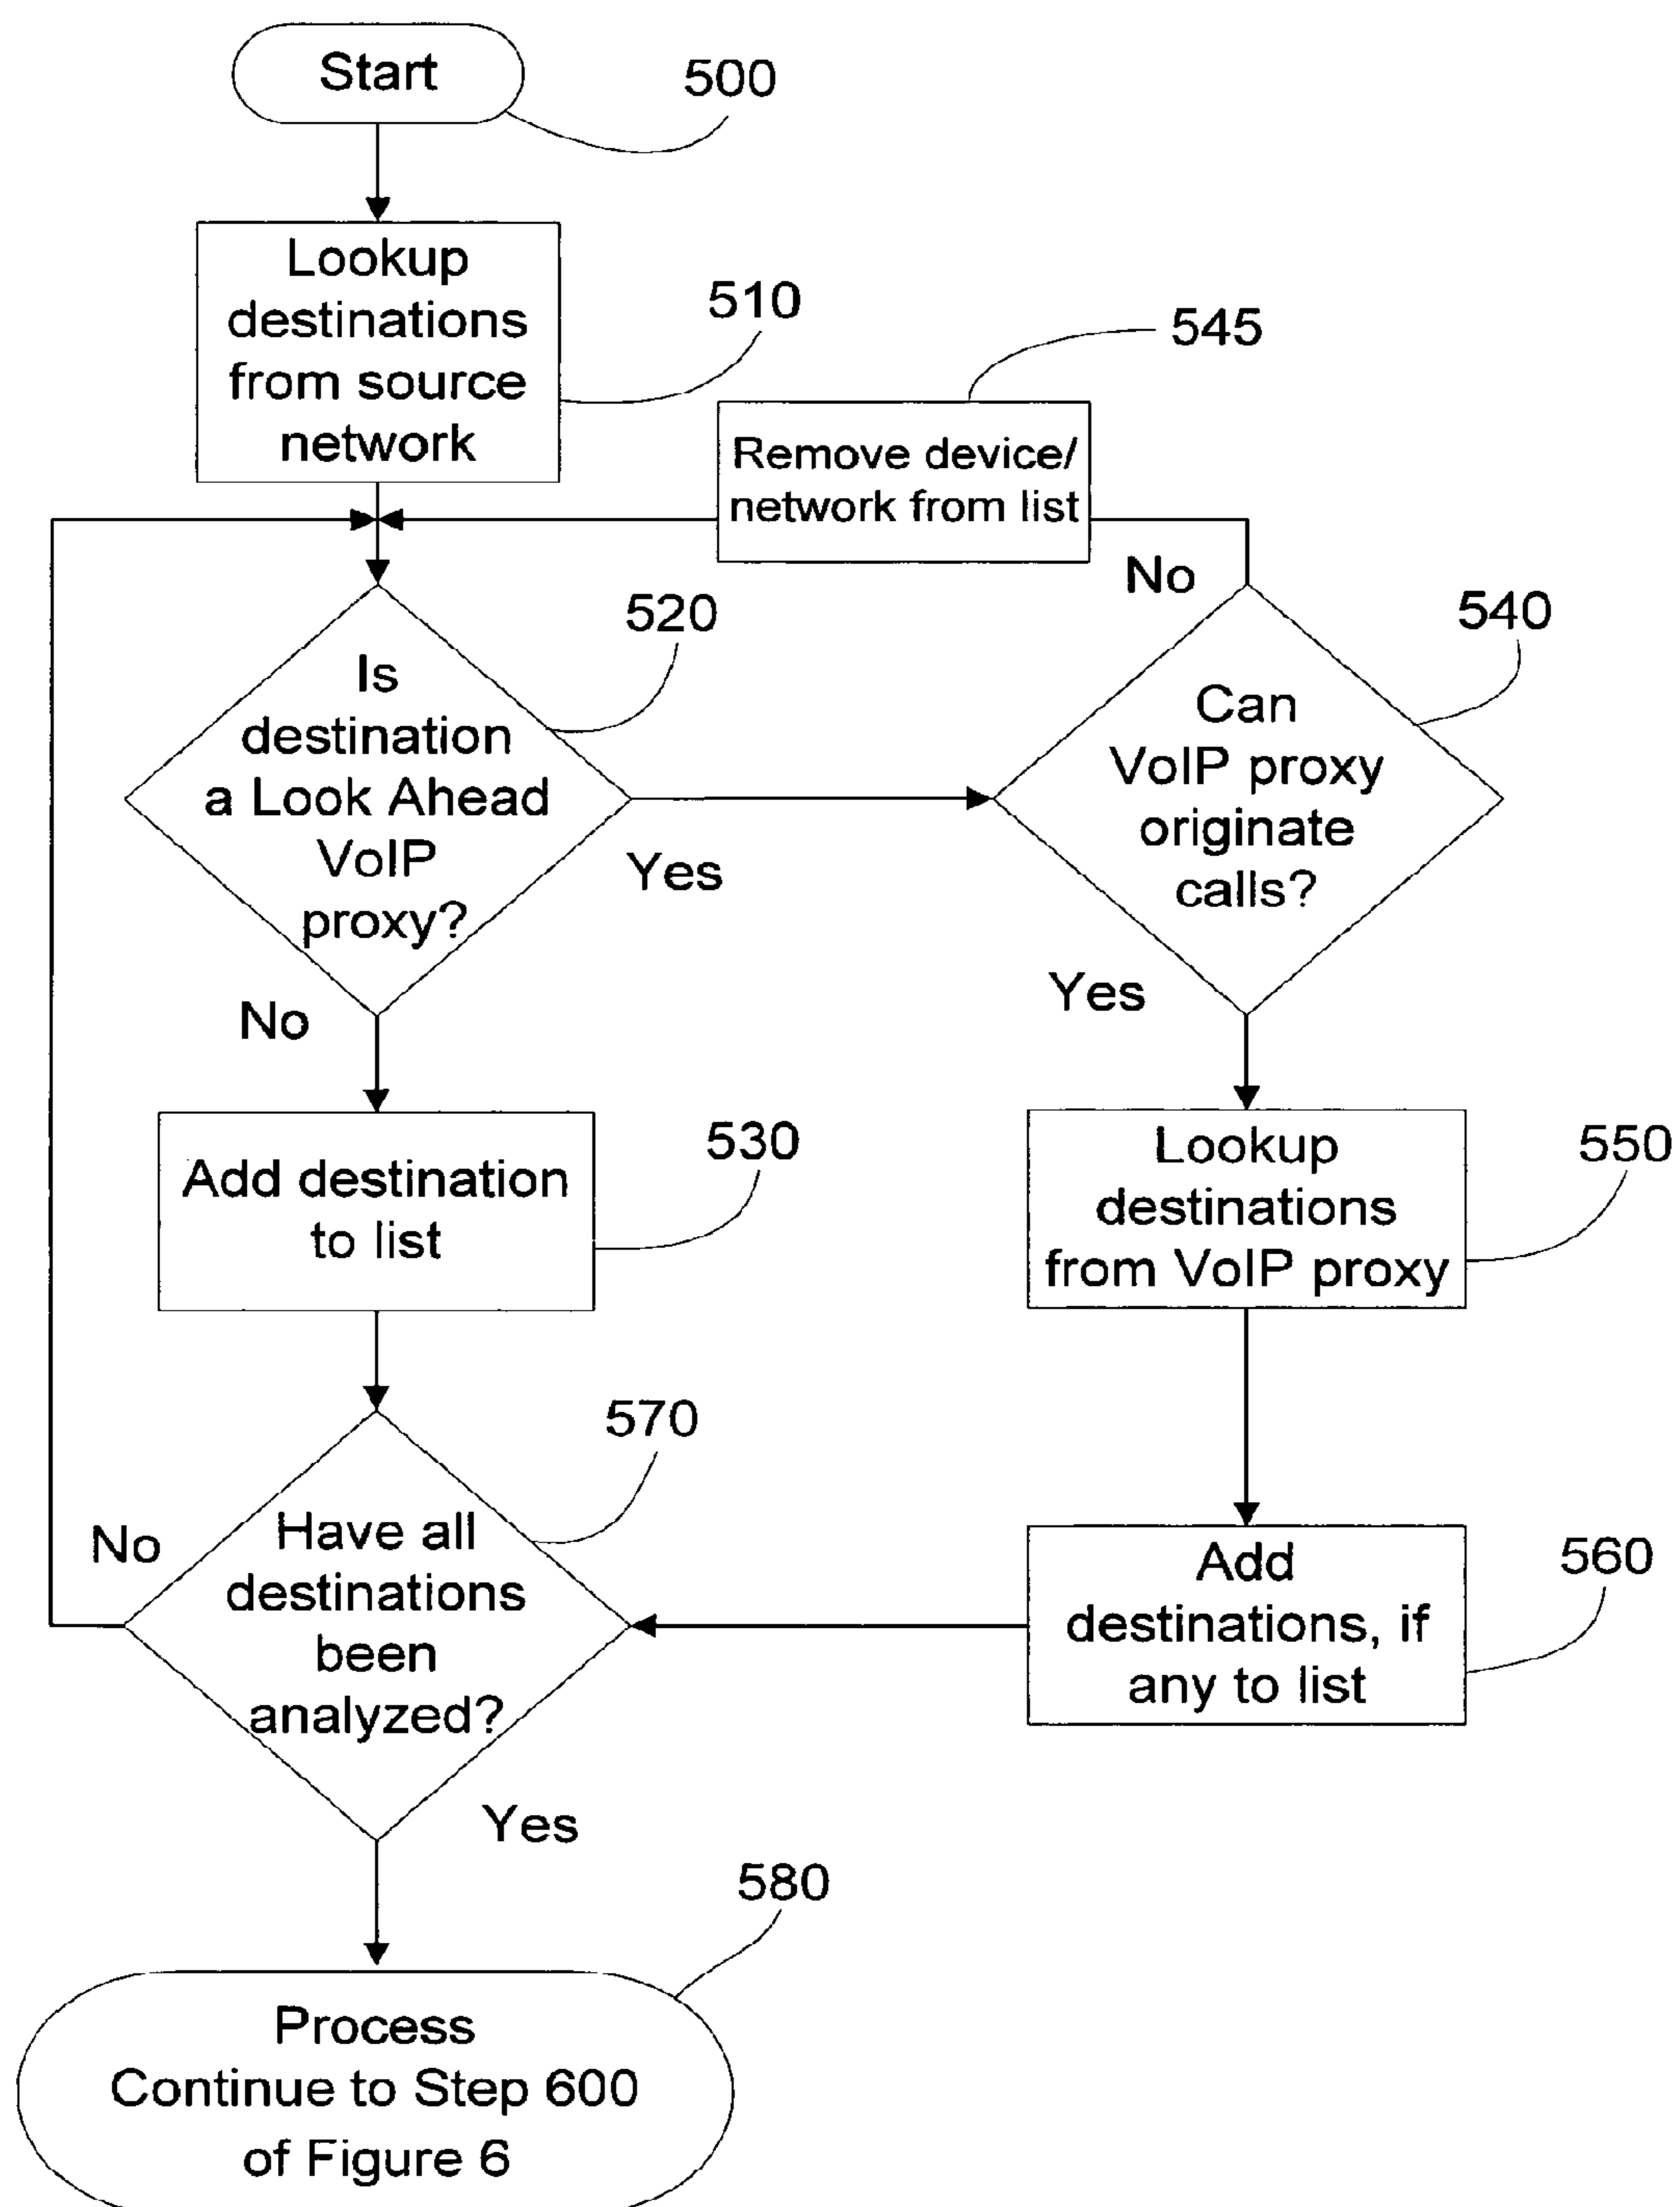 Start
500
Lookup
destinations
from source
network
510
545
Remove device/
network from list
No
520
540
Is
destination
a Look Ahead
VoIP
proxy?
Can
VoIP proxy
originate
calls?
Yes
Yes
No
530
550
Add destination
to list
Lookup
destinations
from VoIP proxy
570
No
Have all
destinations
been
analyzed?
560
Add
destinations, if
any to list
Yes
580
Process
Continue to Step 600
of Figure 6